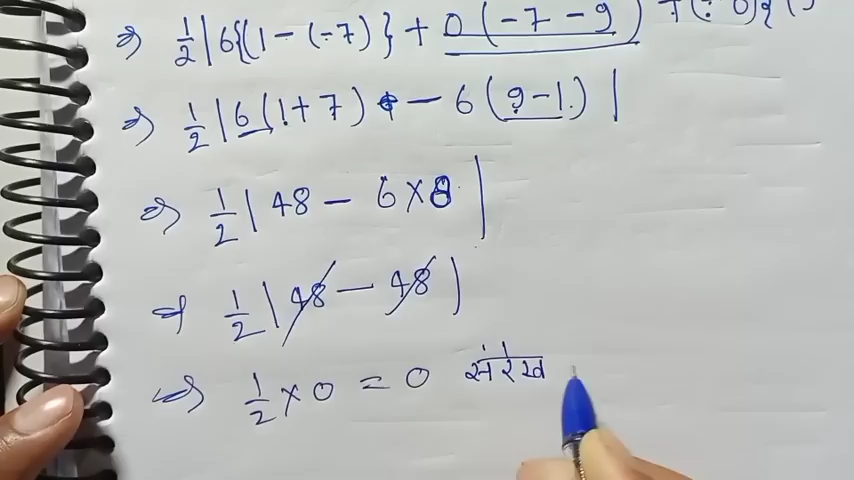 ⇒ 1/2 | 6{(1 - (-7)} + 0 (-7 - 9)
⇒ 1/2 | 6 (1 + 7) - 6 (9 - 1) |
⇒ 1/2 | 48 - 6 × 8 |
⇒ 1/2 | 48 - 48 |
⇒ 1/2 × 0 = 0